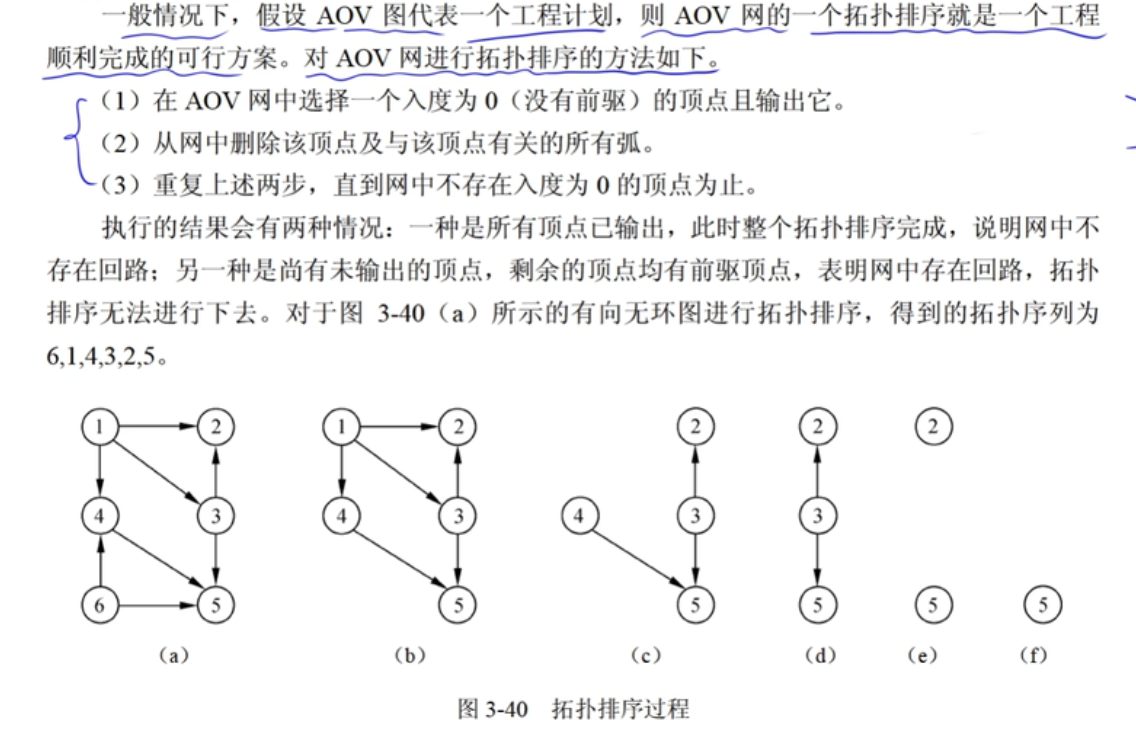 一般情况下，假设 AOV 图代表一个工程计划，则 AOV 网的一个拓扑排序就是一个工程
顺利完成的可行方案。对 AOV 网进行拓扑排序的方法如下。
（1）在 AOV 网中选择一个入度为 0（没有前驱）的顶点且输出它。
（2）从网中删除该顶点及与该顶点有关的所有弧。
（3）重复上述两步，直到网中不存在入度为 0 的顶点为止。
执行的结果会有两种情况：一种是所有顶点已输出，此时整个拓扑排序完成，说明网中不
存在回路；另一种是尚有未输出的顶点，剩余的顶点均有前驱顶点，表明网中存在回路，拓扑
排序无法进行下去。对于图 3-40（a）所示的有向无环图进行拓扑排序，得到的拓扑序列为
6,1,4,3,2,5。
1 2 1 2 2 2 2
4 3 4 3 4 3 3
6 5 5 5 5 5 5
（a） （b） （c） （d） （e） （f）
图 3-40 拓扑排序过程